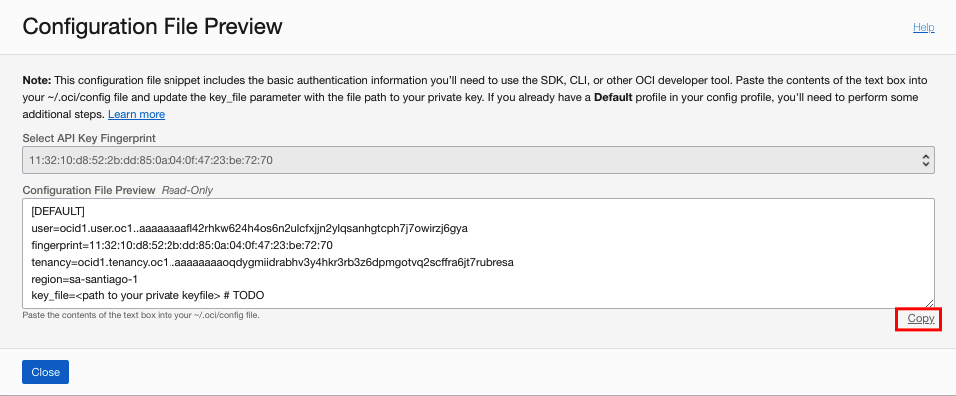 Configuration File Preview
Help
Note: This configuration file snippet includes the basic authentication information you'll need to use the SDK, CLI, or other OCI developer tool. Paste the contents of the text box into
your ~/.oci/config file and update the key_file parameter with the file path to your private key. If you already have a Default profile in your config profile, you'll need to perform some
additional steps. Learn more
Select API Key Fingerprint
11:32:10:d8:52:2b:dd:85:0a:04:0f:47:23:be:72:70
Configuration File Preview Read-Only
[DEFAULT]
user=ocid1.user.oc1..aaaaaaaafl42rhkw624h4os6n2ulcfxjjn2ylqsanhgtcph7j7owirzj6gya
fingerprint=11:32:10:d8:52:2b:dd:85:0a:04:0f:47:23:be:72:70
tenancy=ocid1.tenancy.oc1..aaaaaaaaoqdygmiidrabhv3y4hkr3rb3z6dpmgotvq2scffra6jt7rubresa
region=sa-santiago-1
key_file=<path to your private keyfile> # TODO
Paste the contents of the text box into your ~/.oci/config file.
Copy
Close